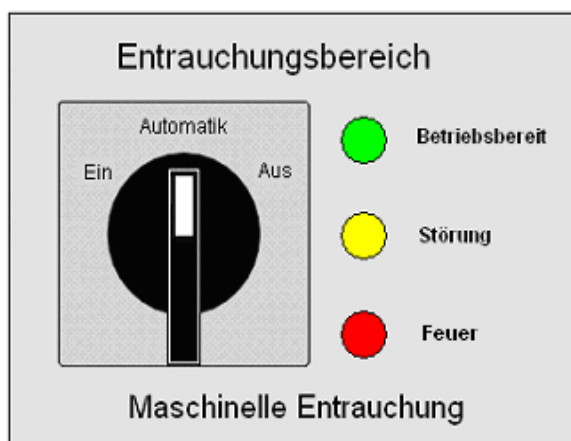 Entrauchungsbereich
Automatik
Ein
Aus
Betriebsbereit
Störung
Feuer
Maschinelle Entrauchung